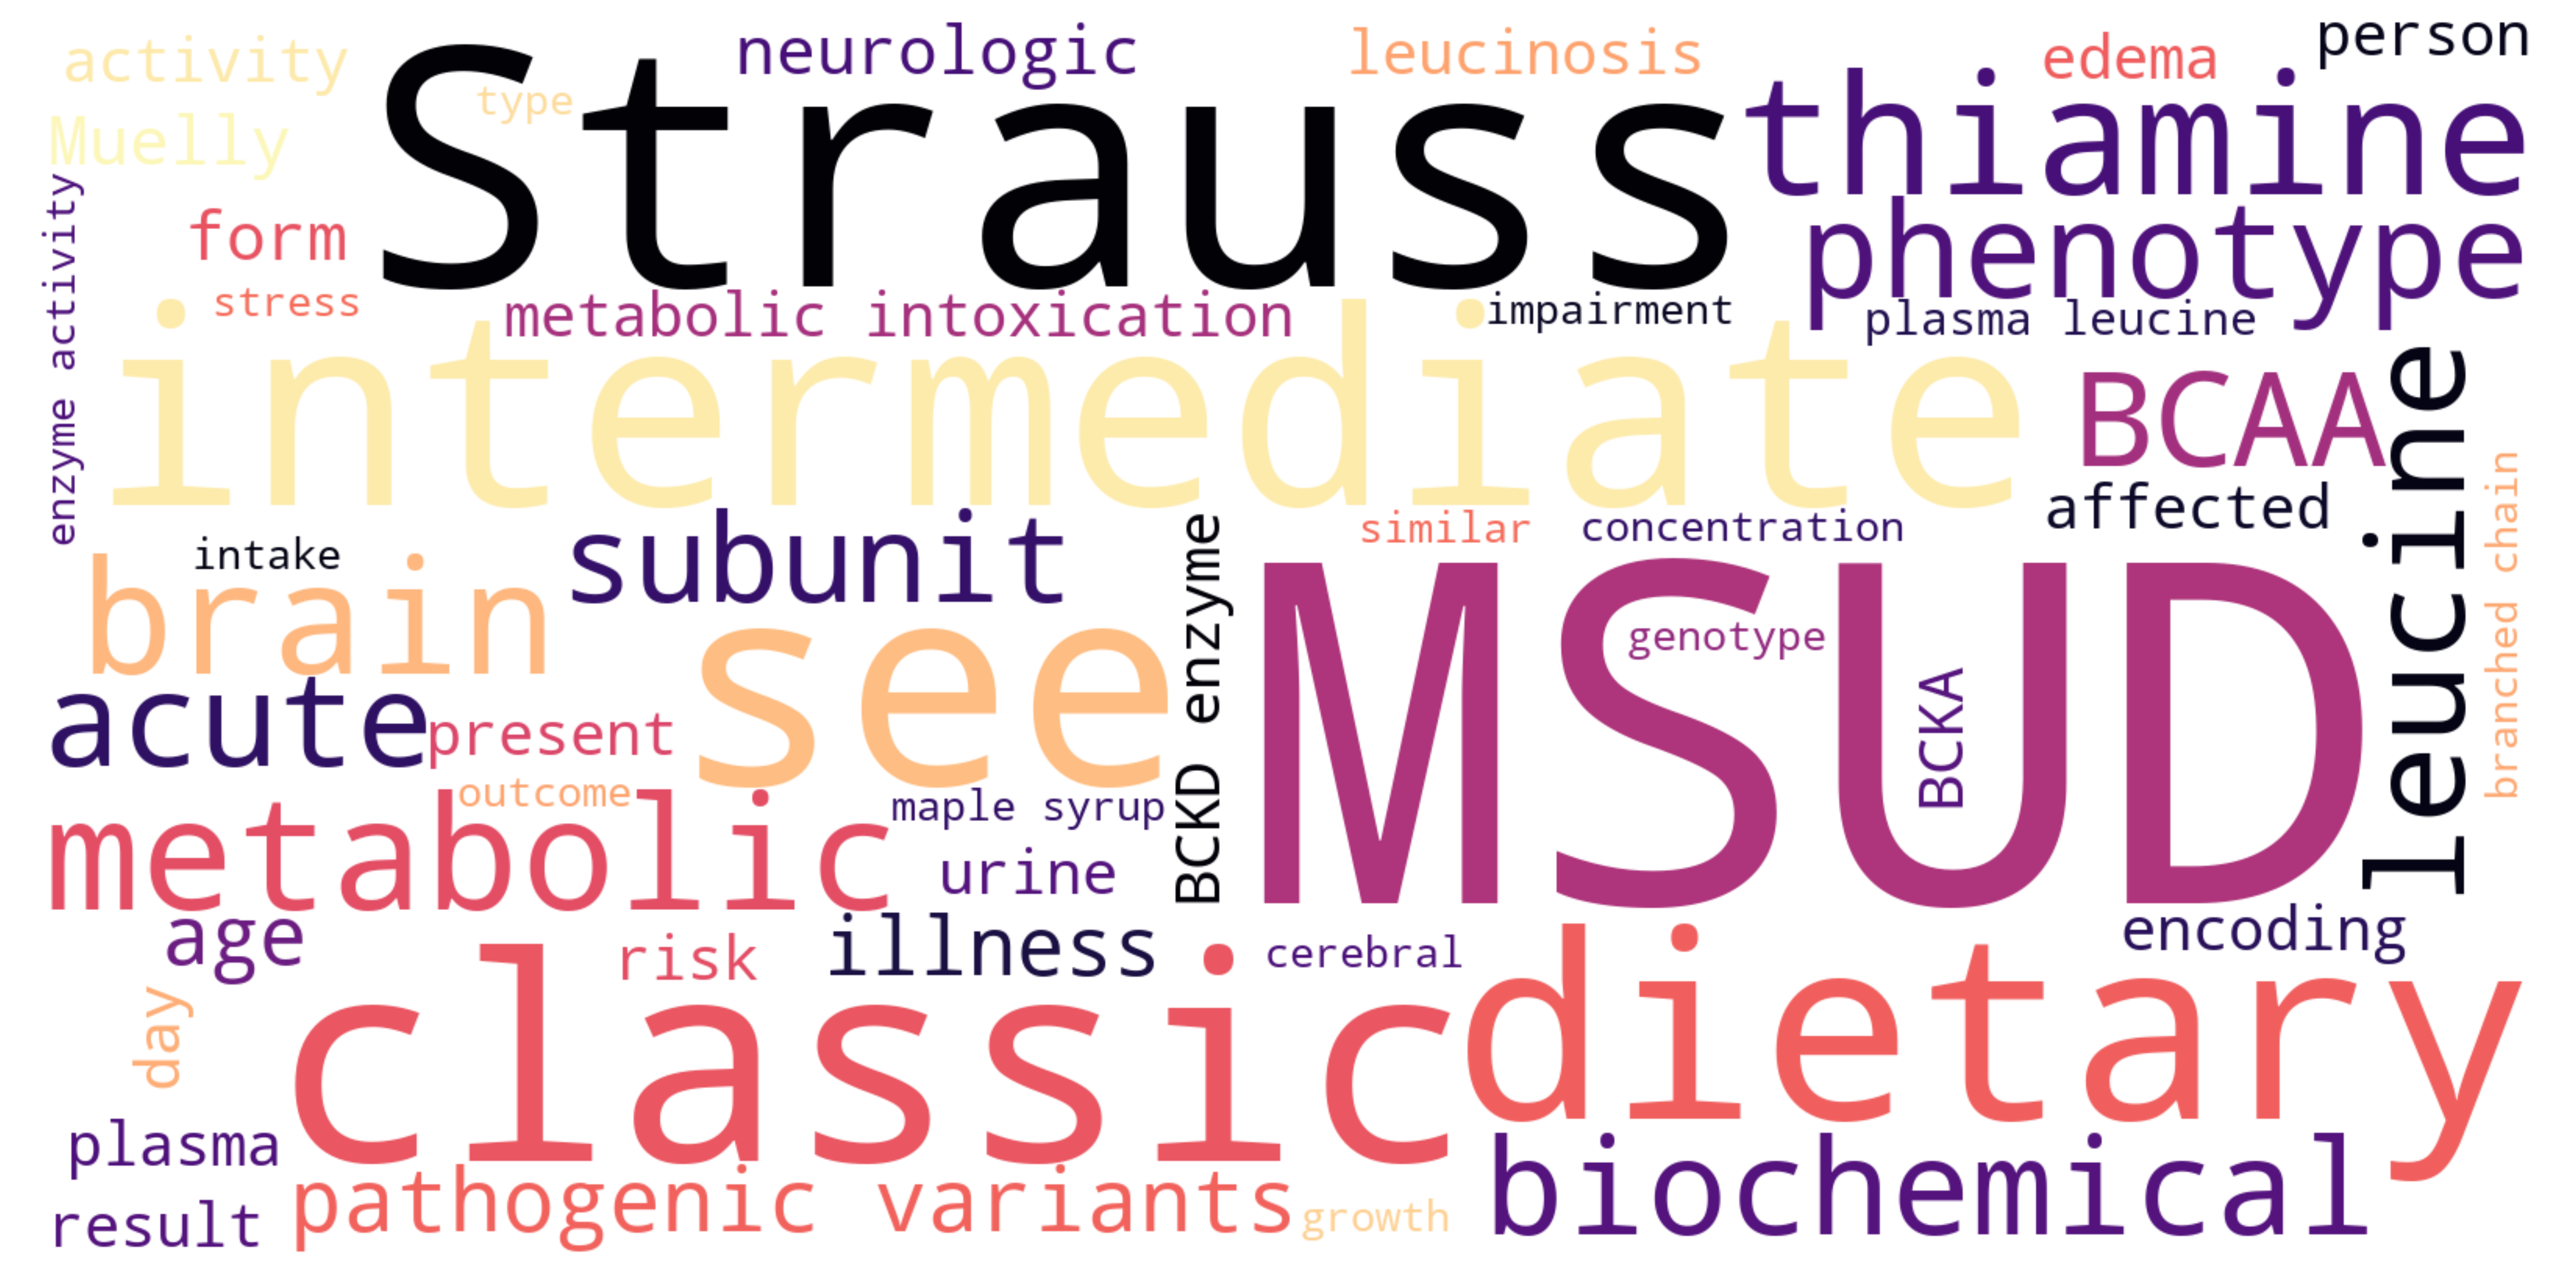 activity
neurologic
leucinosis
person
edema
Strauss
type
thiamine
Muelly
enzyme activity
form
phenotype
stress
metabolic intoxication
impairment
plasma leucine
intermediate
BCAA
leucine
branched chain
affected
similar
concentration
subunit
intake
brain
BCKD enzyme
MSUD
genotype
BCKA
see
acute
present
outcome
maple syrup
metabolic
urine
age
risk
illness
cerebral
encoding
classic
dietary
day
plasma
biochemical
pathogenic variants
growth
result